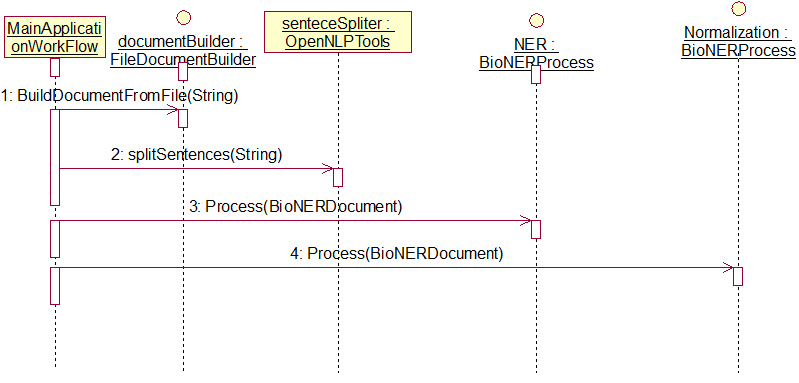 MainApplicati
onWorkFlow
documentBuilder :
FileDocumentBuilder
senteceSpliter :
OpenNLPTools
NER :
BioNERProcess
Normalization :
BioNERProcess
1: BuildDocumentFromFile(String)
2: splitSentences(String)
3: Process(BioNERDocument)
4: Process(BioNERDocument)